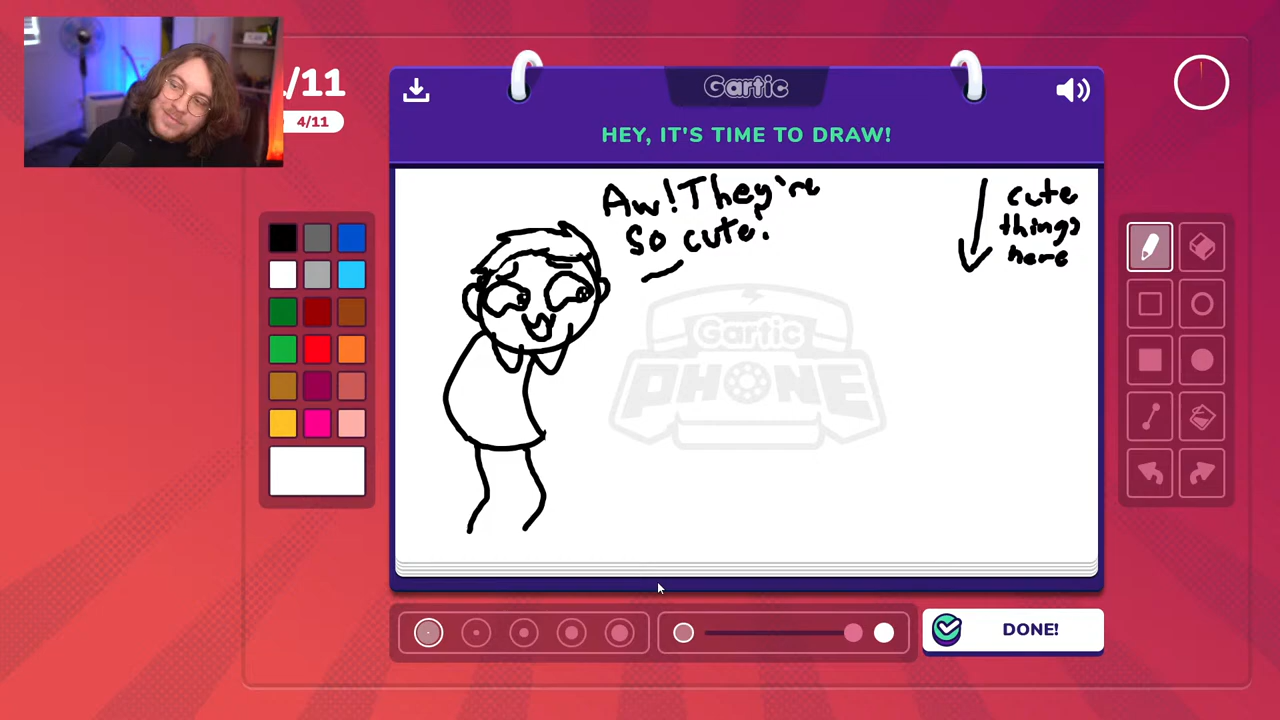 /11
4/11
Gartic
HEY, IT'S TIME TO DRAW!
Aw! They're
so cute!
cute
things
here
Gartic
PHONE
DONE!